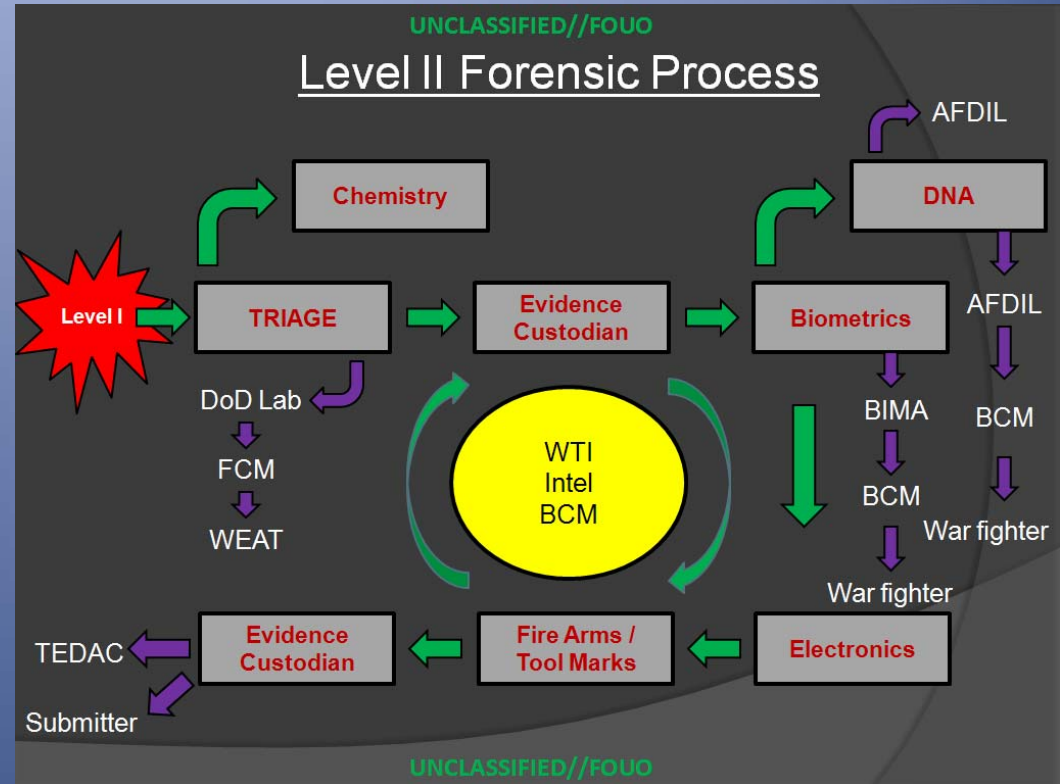 UNCLASSIFIED//FOUO
Level II Forensic Process
AFDIL
Chemistry
DNA
Level I
TRIAGE
Evidence
Custodian
Biometrics
AFDIL
DoD Lab
FCM
WEAT
WTI
Intel
BCM
BIMA
BCM
War fighter
BCM
War fighter
TEDAC
Submitter
Evidence
Custodian
Fire Arms /
Tool Marks
Electronics
UNCLASSIFIED//FOUO